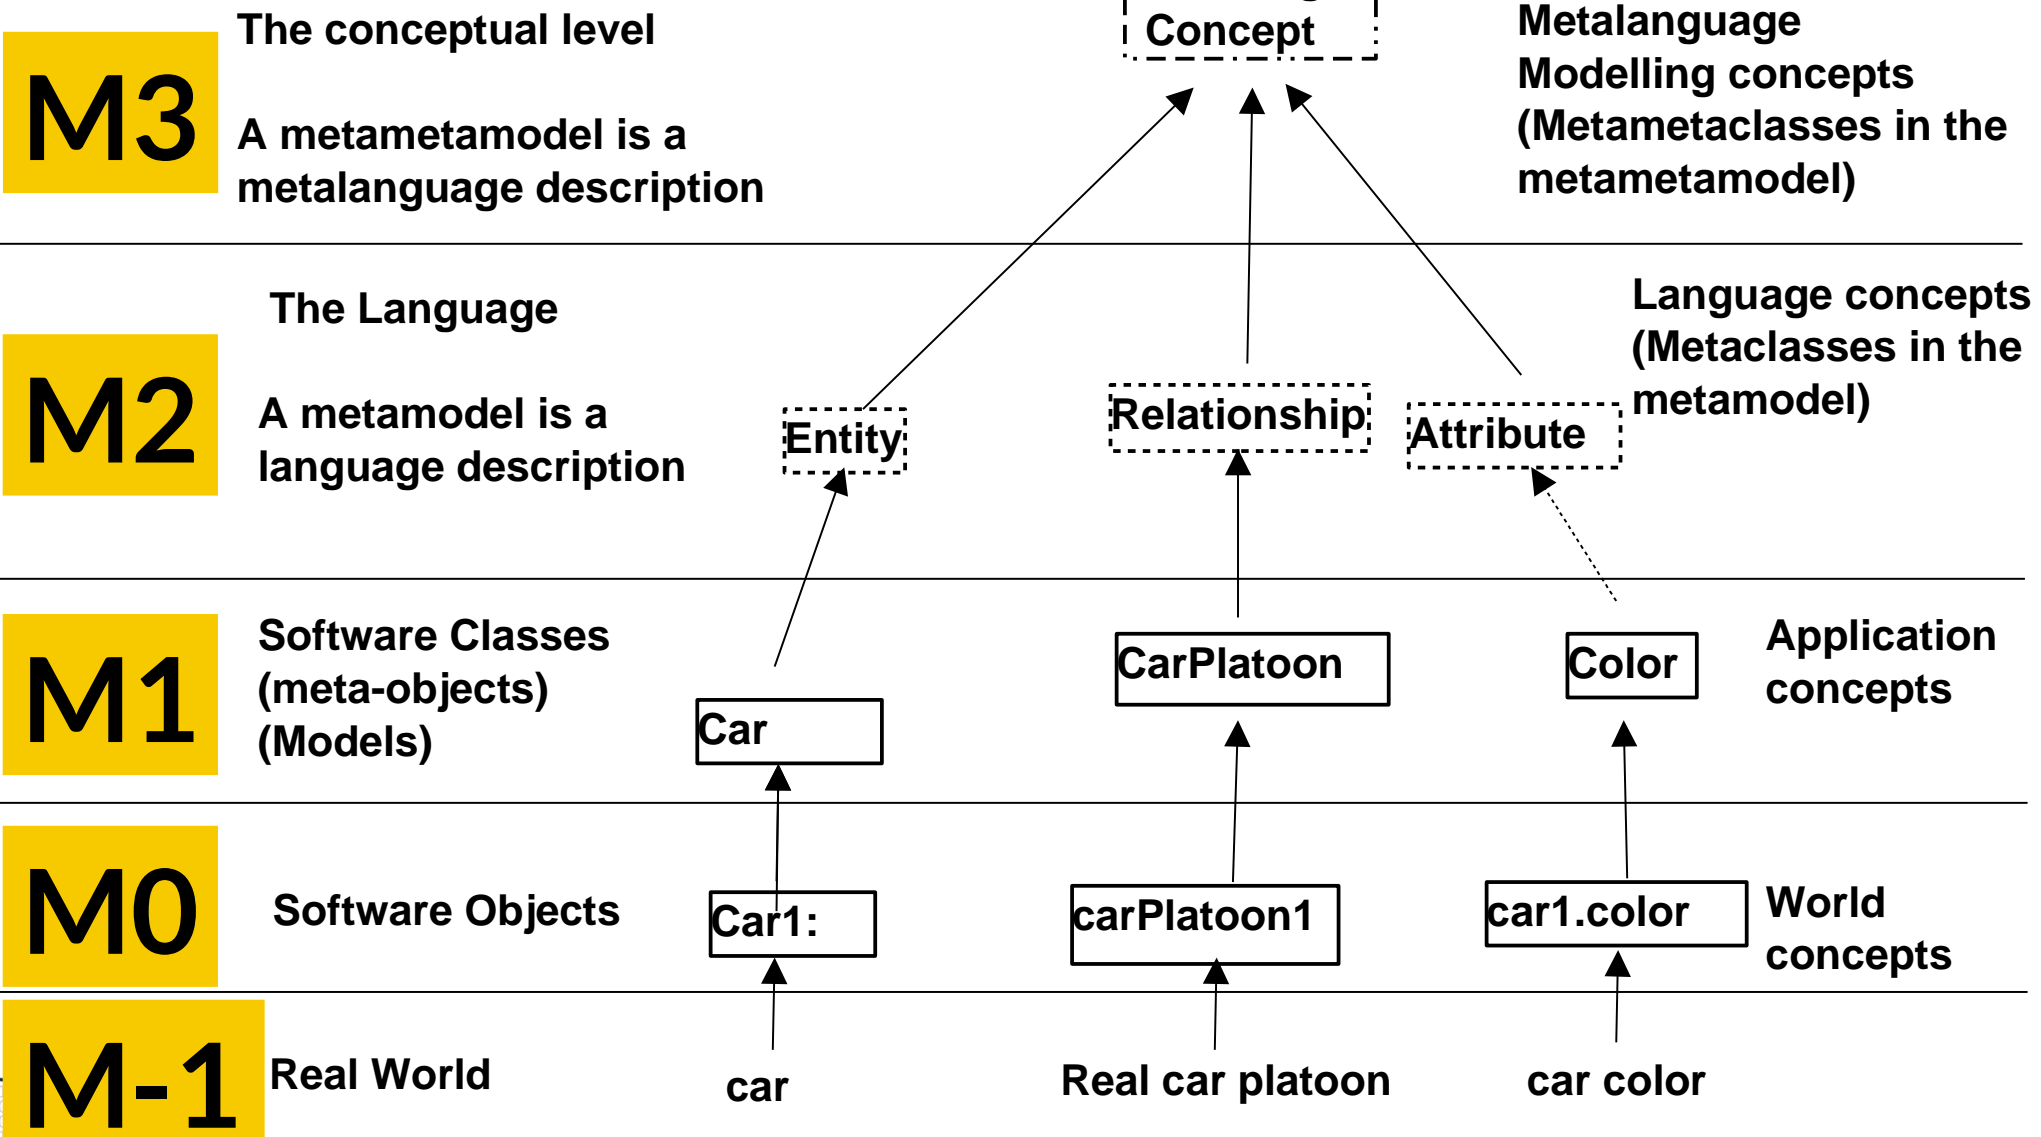 M3
The conceptual level
A metametamodel is a
metalanguage description
Concept
Metalanguage
Modelling concepts
(Metametaclasses in the
metametamodel)
M2
The Language
A metamodel is a
language description
Entity
Relationship
Attribute
Language concepts
(Metaclasses in the
metamodel)
M1
Software Classes
(meta-objects)
(Models)
Car
CarPlatoon
Color
Application
concepts
M0
Software Objects
Car1:
carPlatoon1
car1.color
World
concepts
M-1
Real World
car
Real car platoon
car color